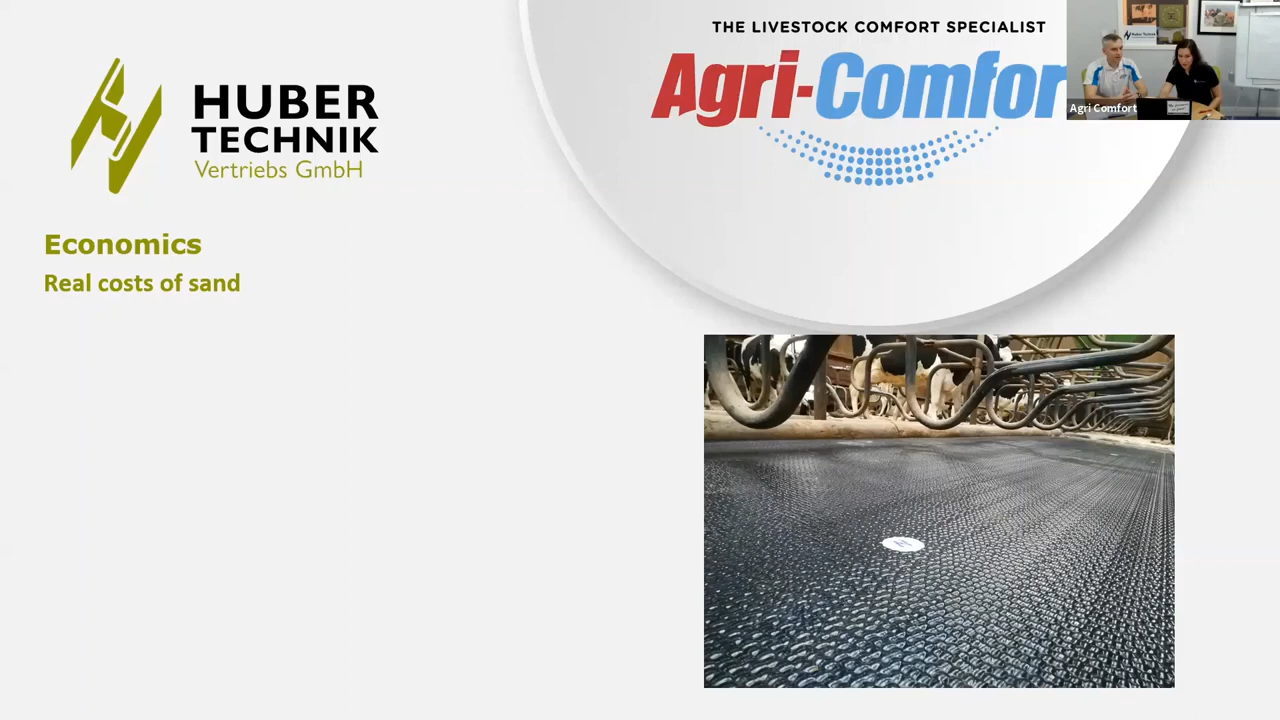 THE LIVESTOCK COMFORT SPECIALIST
HUBER
TECHNIK
Vertriebs GmbH
Agri-Comfor
Agri Comfort
Economics
Real costs of sand